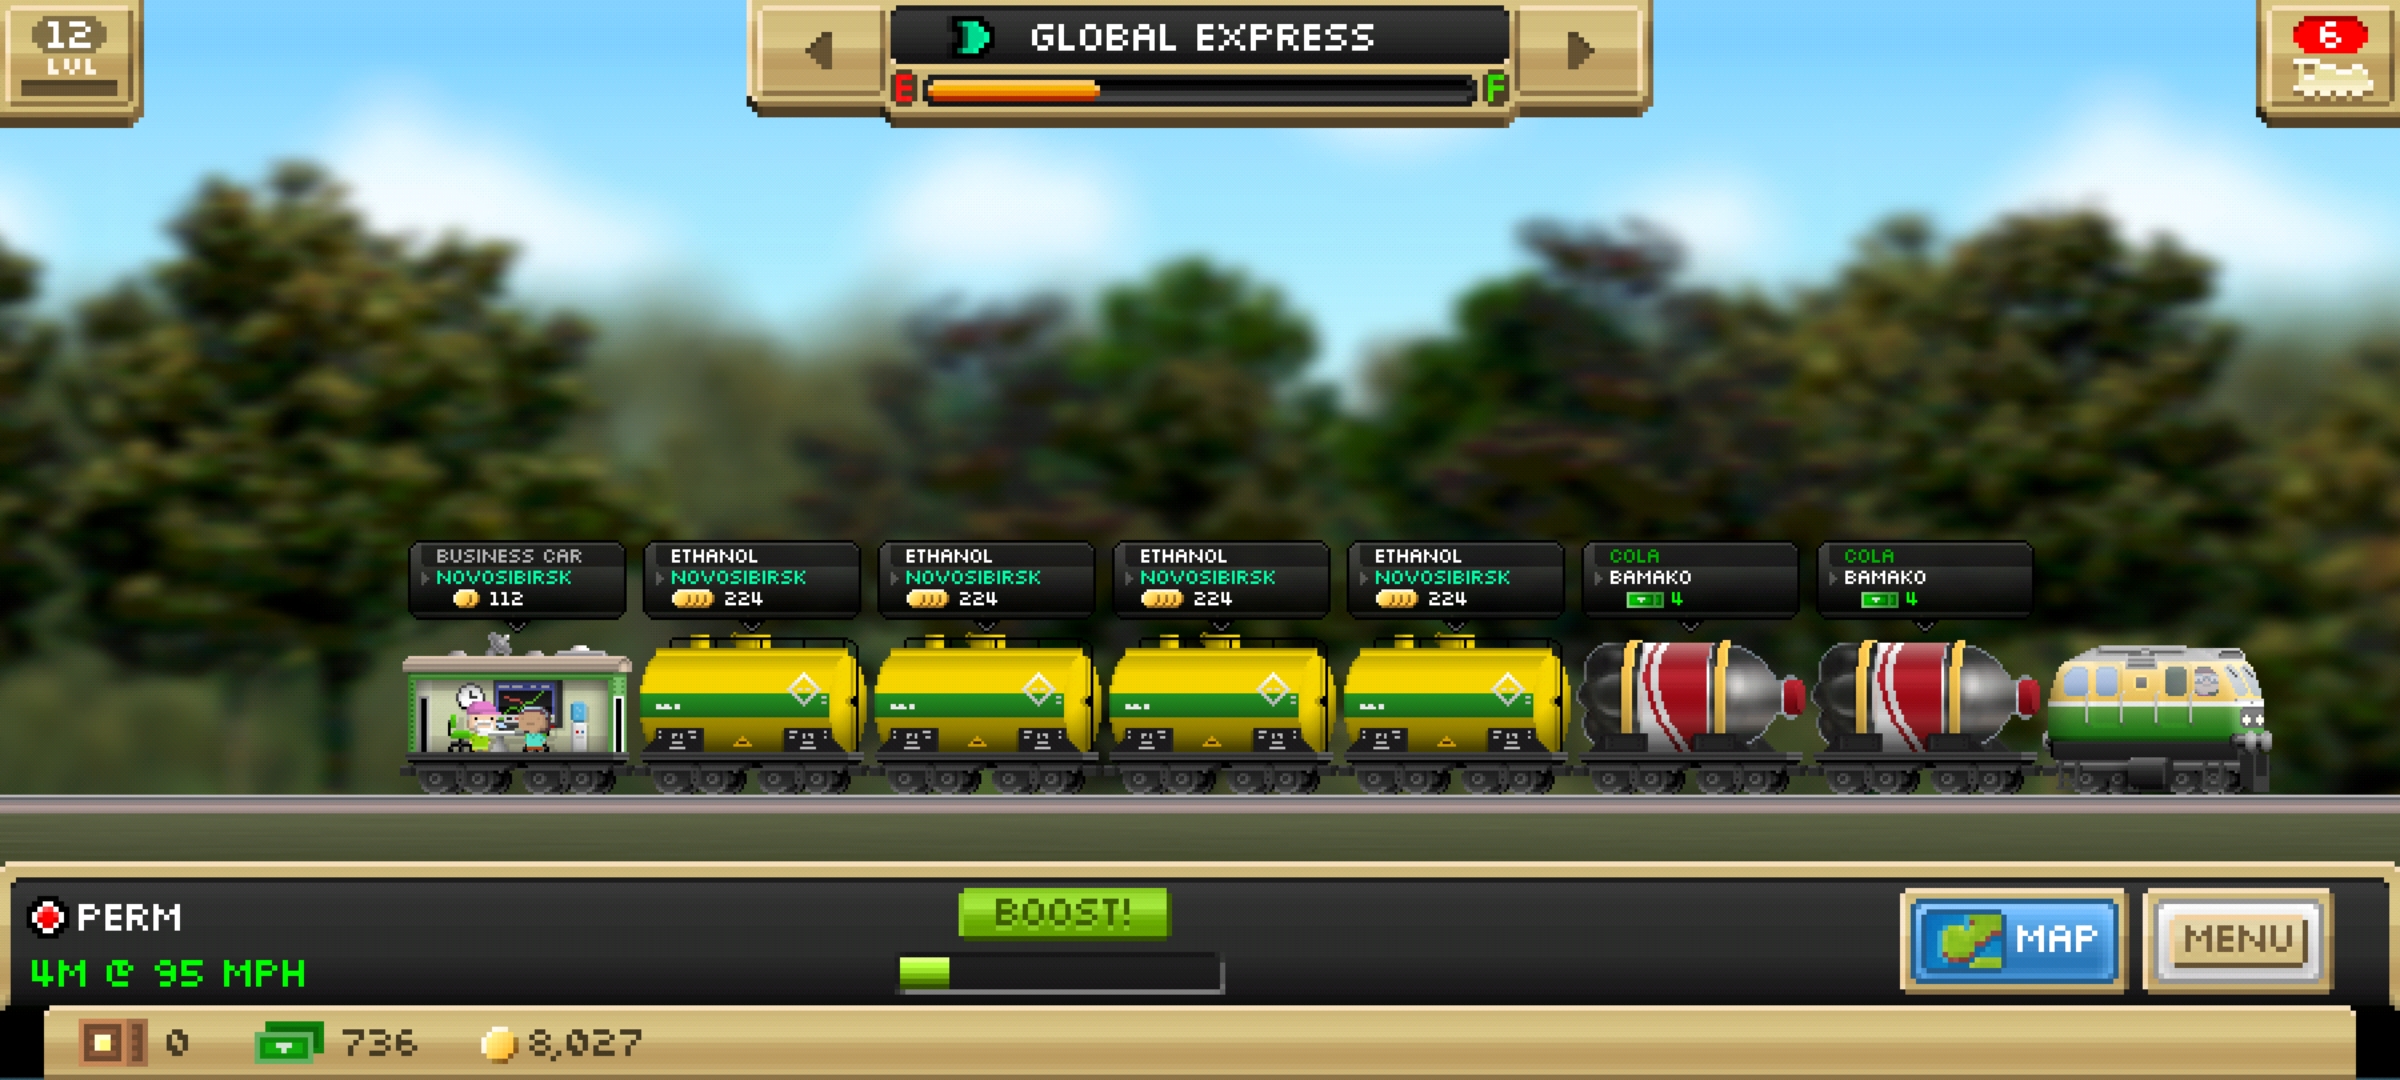 12
LVL
GLOBAL EXPRESS
E F
6
BUSINESS CAR
NOVOSIBIRSK
112
ETHANOL
NOVOSIBIRSK
224
ETHANOL
NOVOSIBIRSK
224
ETHANOL
NOVOSIBIRSK
224
ETHANOL
NOVOSIBIRSK
224
COLA
BAMAKO
4
COLA
BAMAKO
4
PERM
4M @ 95 MPH
BOOST!
MAP
MENU
0 736 8,027